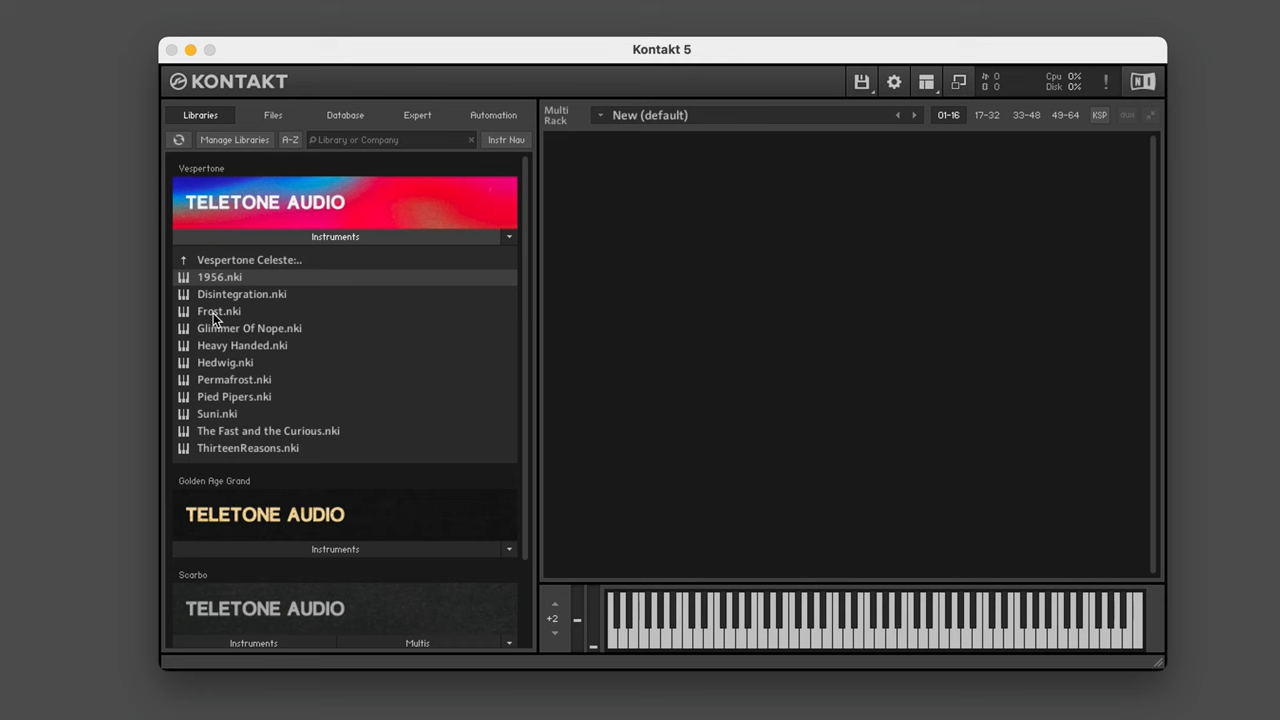 Kontakt 5
KONTAKT
0
0
Cpu 0%
Disk 0%
!
NI
Libraries
Files
Database
Expert
Automation
Multi
Rack
New (default)
01-16
17-32
33-48
49-64
KSP
aux
Manage Libraries
A-Z
Library or Company
Instr Nav
Vespertone
TELETONE AUDIO
Instruments
Vespertone Celeste:..
1956.nki
Disintegration.nki
Frost.nki
Glimmer Of Nope.nki
Heavy Handed.nki
Hedwig.nki
Permafrost.nki
Pied Pipers.nki
Suni.nki
The Fast and the Curious.nki
ThirteenReasons.nki
Golden Age Grand
TELETONE AUDIO
Instruments
Scarbo
TELETONE AUDIO
Instruments
Multis
+2